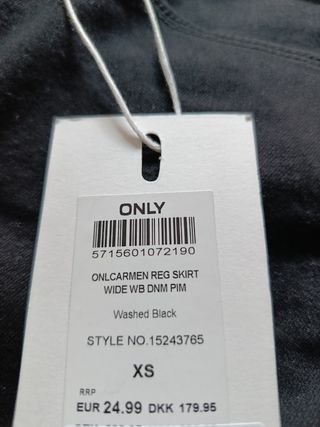 ONLY
5715601072190
ONLCARMEN REG SKIRT
WIDE WB DNM PIM
Washed Black
STYLE NO.15243765
XS
RRP
EUR 24.99 DKK 179.95